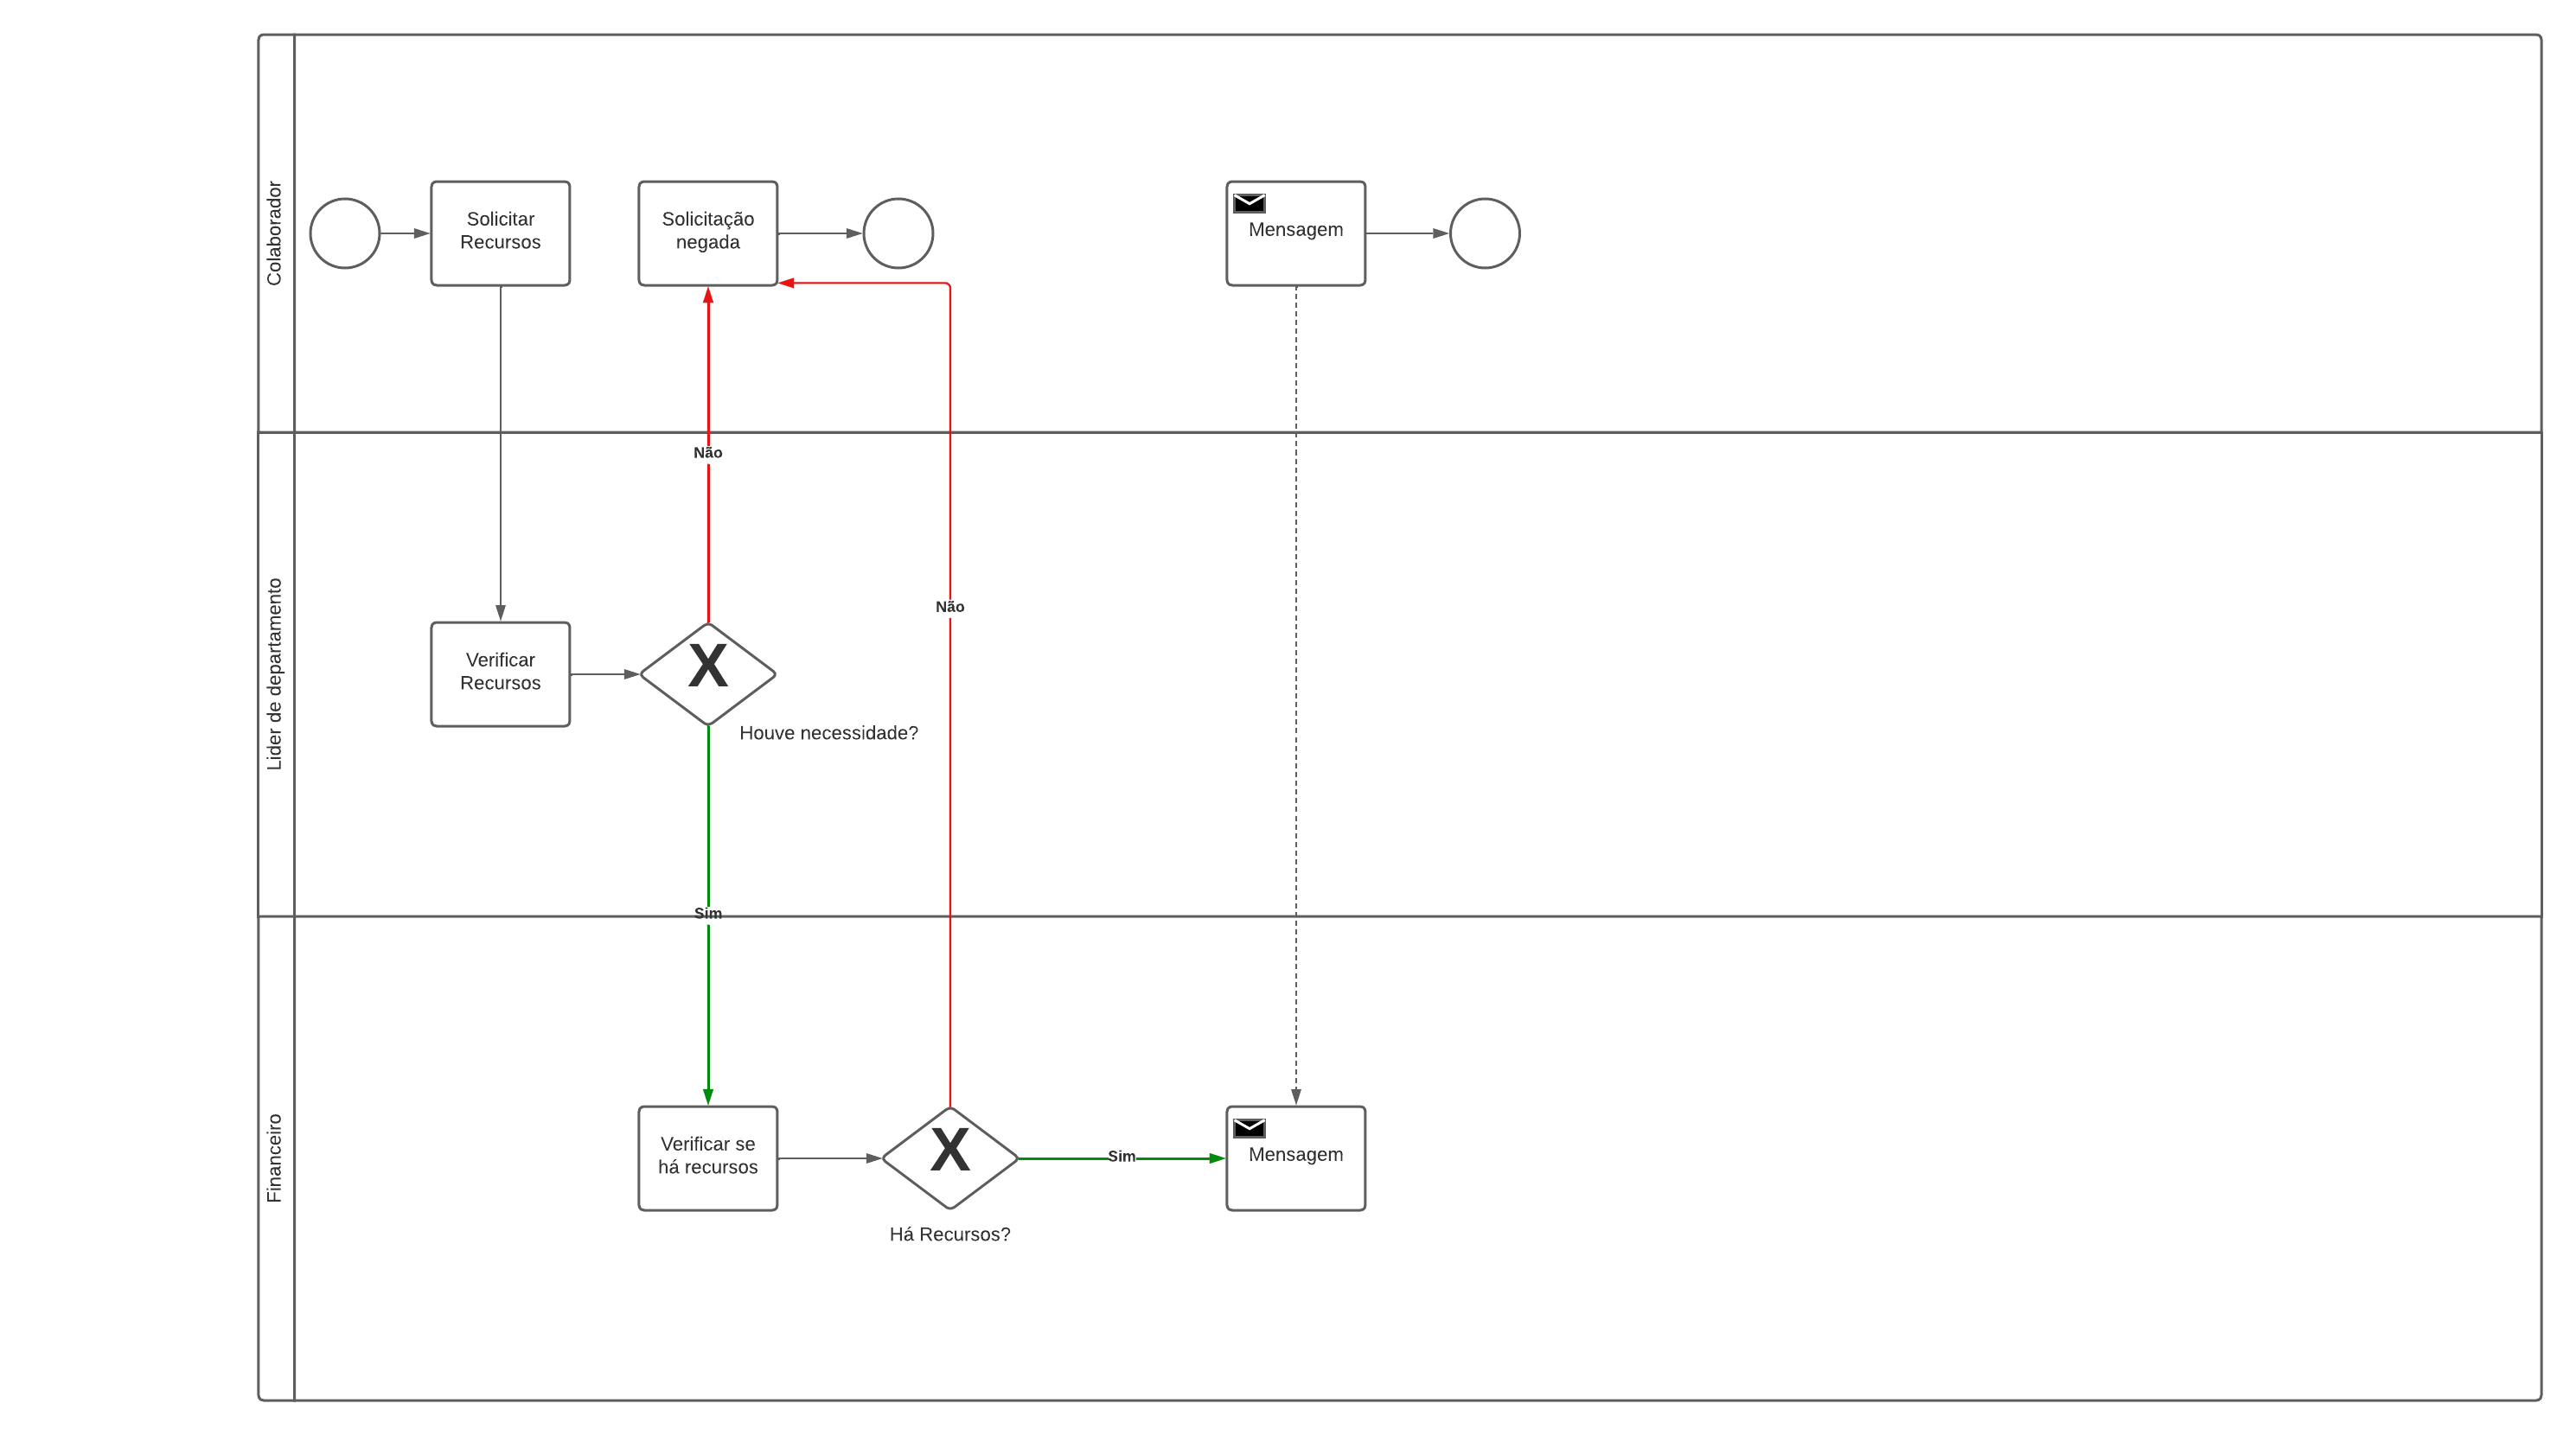 Colaborador
Solicitar
Recursos
Solicitação
negada
Mensagem
Não
Lider de departamento
Não
Verificar
Recursos
X
Houve necessidade?
Sim
Financeiro
Verificar se
há recursos
X
Sim
Mensagem
Há Recursos?